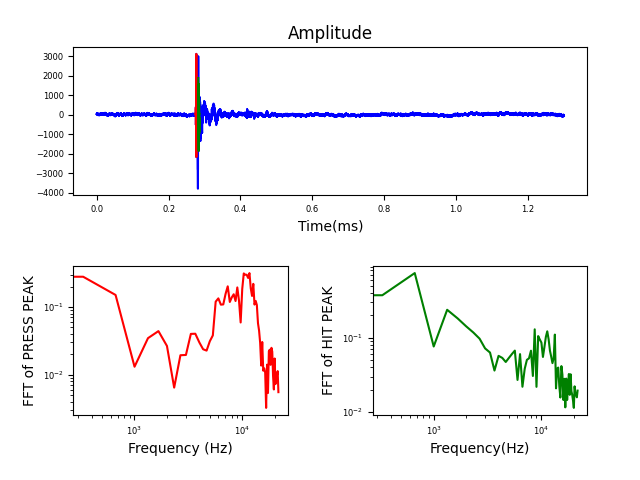 Amplitude
3000
2000
1000
0
−1000
−2000
−3000
−4000
0.0 0.2 0.4 0.6 0.8 1.0 1.2
Time(ms)
FFT of PRESS PEAK
10⁻¹
10⁻²
10³ 10⁴
Frequency (Hz)
FFT of HIT PEAK
10⁻¹
10⁻²
10³ 10⁴
Frequency(Hz)